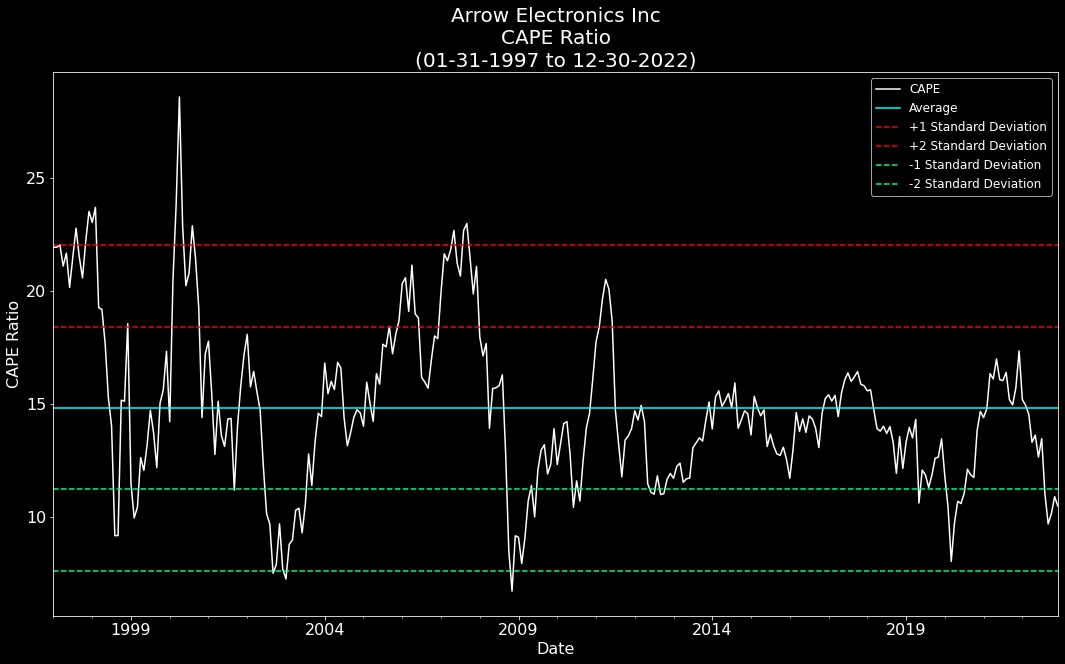 Arrow Electronics Inc
CAPE Ratio
(01-31-1997 to 12-30-2022)
CAPE
Average
+1 Standard Deviation
+2 Standard Deviation
-1 Standard Deviation
-2 Standard Deviation
25
20
15
10
CAPE Ratio
1999 2004 2009 2014 2019
Date